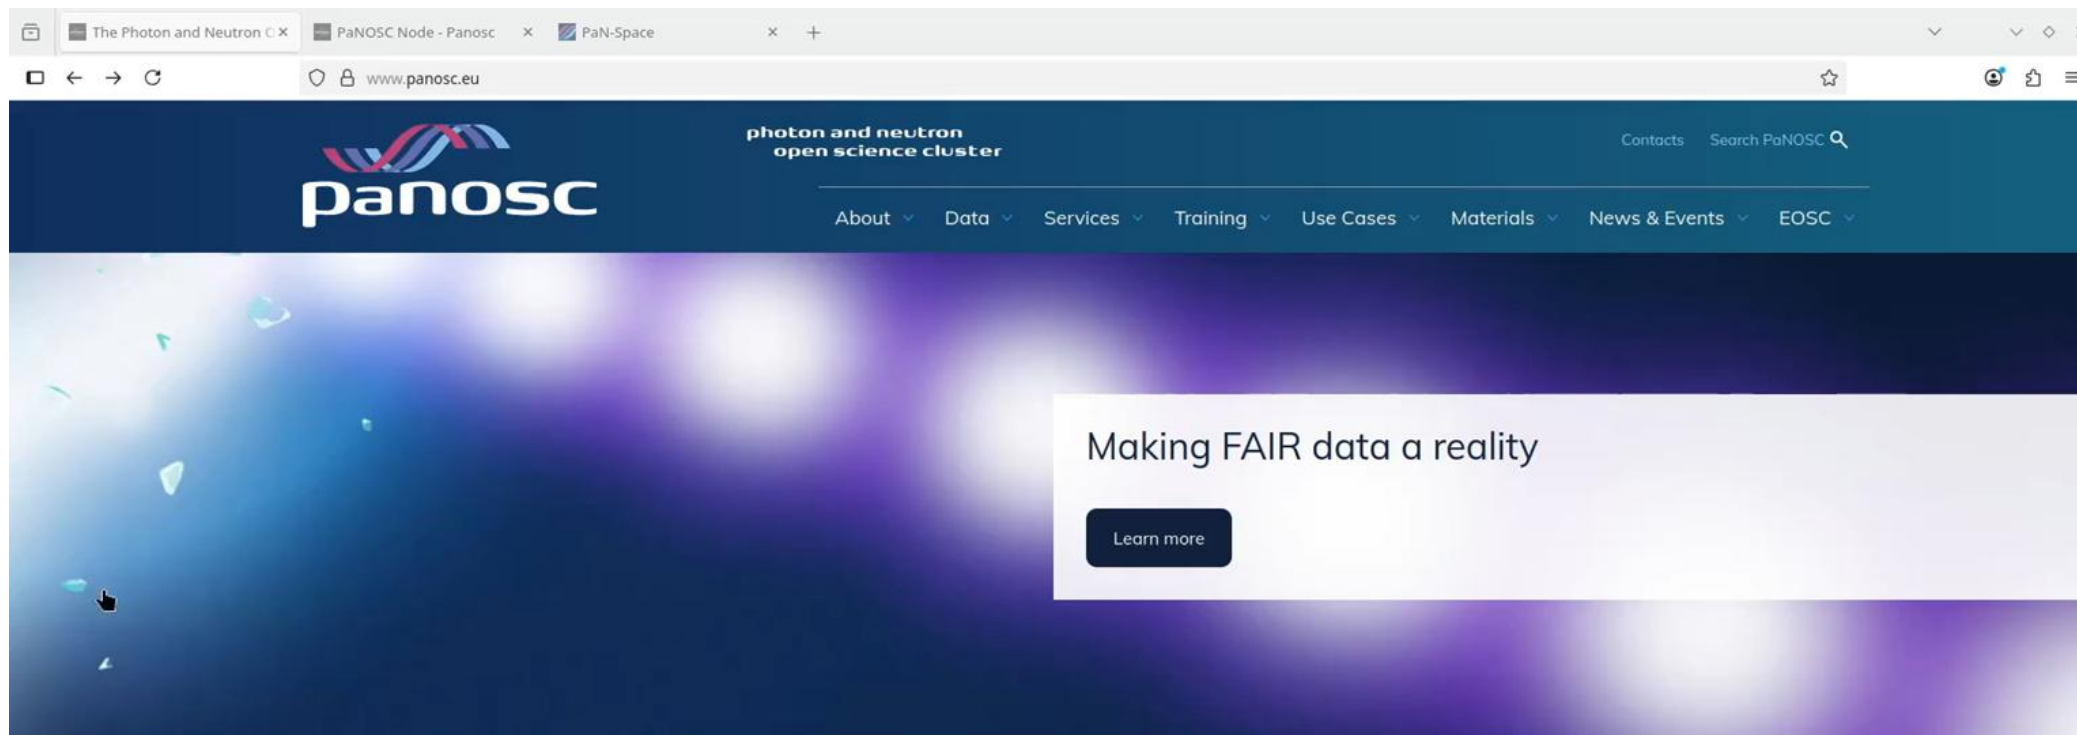 The Photon and Neutron O
PaNOSC Node - Panosc
PaN-Space
www.panosc.eu
panosc
photon and neutron
open science cluster
Contacts
Search PaNOSC
About
Data
Services
Training
Use Cases
Materials
News & Events
EOSC
Making FAIR data a reality
Learn more